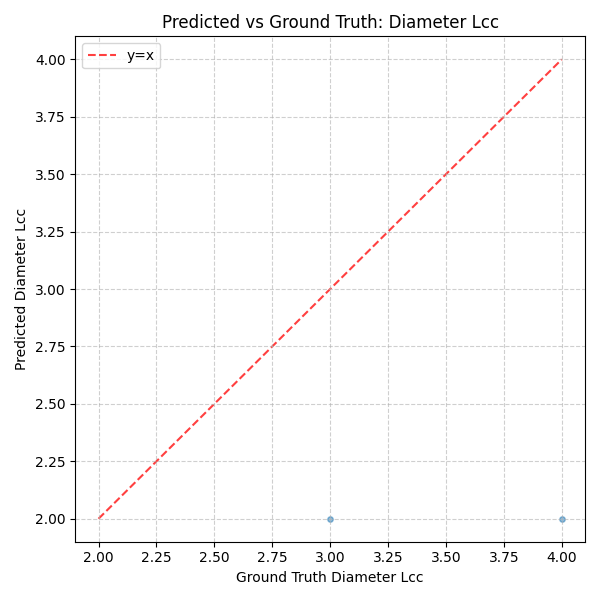 Predicted vs Ground Truth: Diameter Lcc
y=x
4.00
3.75
3.50
3.25
3.00
2.75
2.50
2.25
2.00
Predicted Diameter Lcc
2.00 2.25 2.50 2.75 3.00 3.25 3.50 3.75 4.00
Ground Truth Diameter Lcc